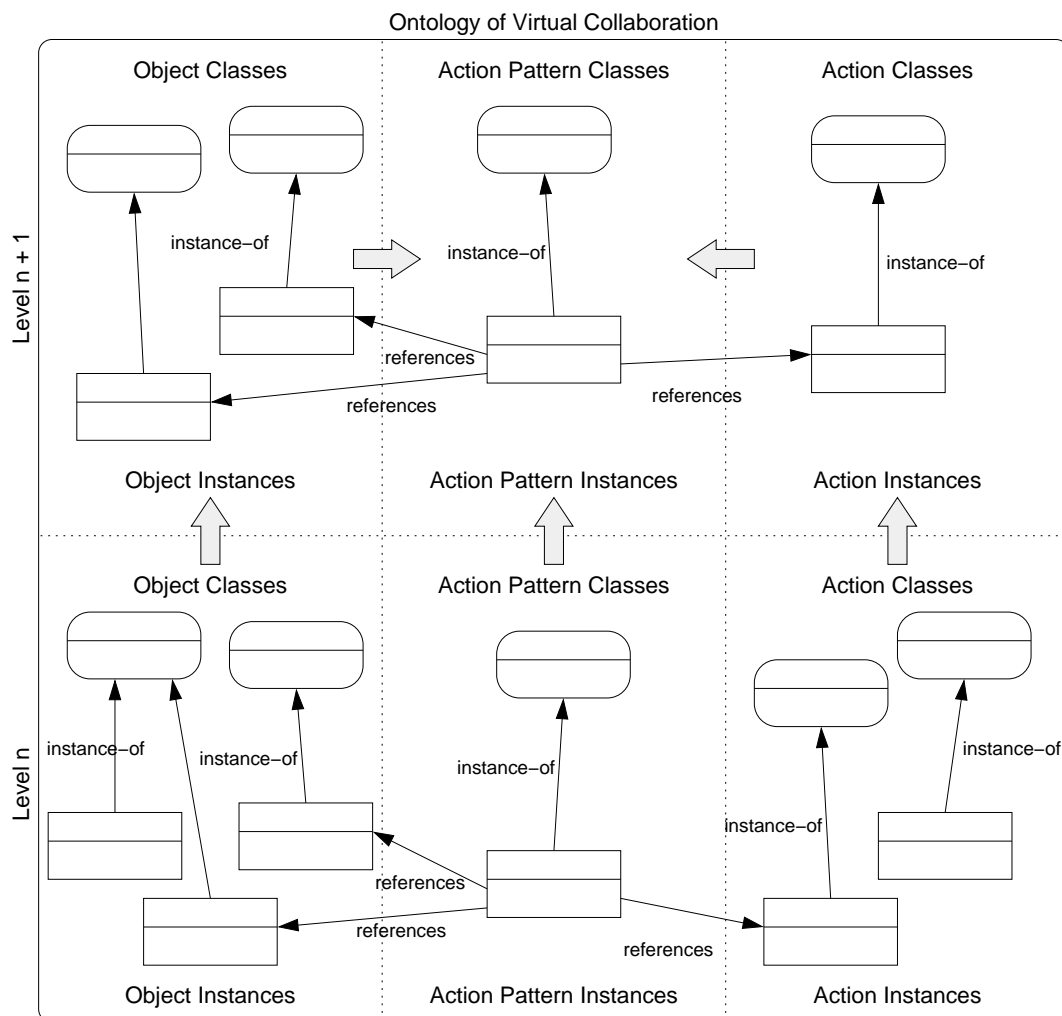 Ontology of Virtual Collaboration
Object Classes
Action Pattern Classes
Action Classes
Level n + 1
instance−of
instance−of
instance−of
references
references
references
Object Instances
Action Pattern Instances
Action Instances
Object Classes
Action Pattern Classes
Action Classes
Level n
instance−of
instance−of
instance−of
instance−of
instance−of
references
references
references
Object Instances
Action Pattern Instances
Action Instances